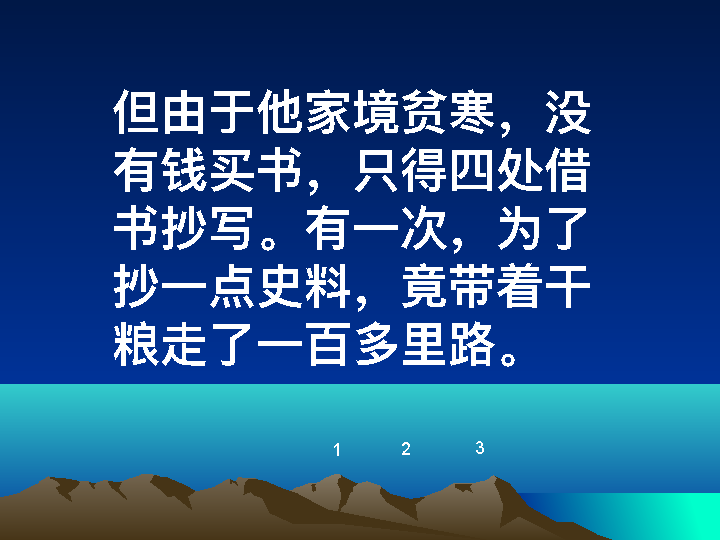 但由于他家境贫寒，没
有钱买书，只得四处借
书抄写。有一次，为了
抄一点史料，竟带着干
粮走了一百多里路。
1 2 3